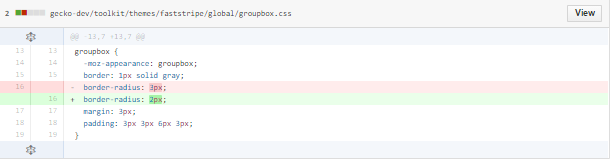 2 gecko-dev/toolkit/themes/faststripe/global/groupbox.css View
@@ -13,7 +13,7 @@
13 13 groupbox {
14 14 -moz-appearance: groupbox;
15 15 border: 1px solid gray;
16 - border-radius: 3px;
16 + border-radius: 2px;
17 17 margin: 3px;
18 18 padding: 3px 3px 6px 3px;
19 19 }